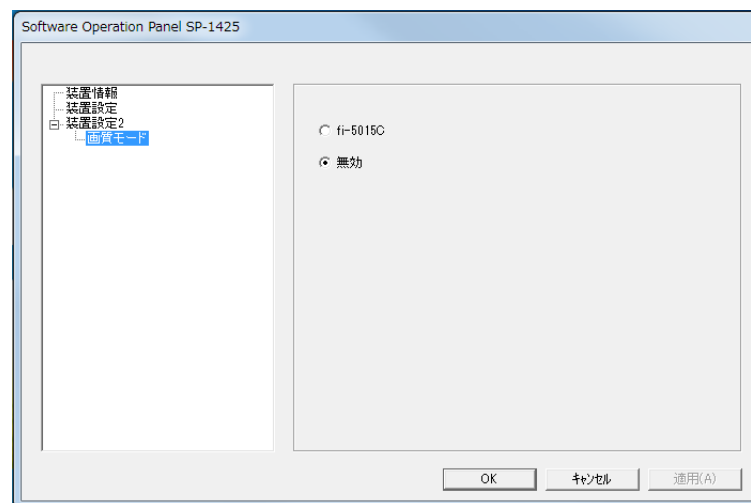 Software Operation Panel SP-1425
装置情報
装置設定
装置設定2
画質モード
fi-5015C
無効
OK
ｷｬﾝｾﾙ
適用(A)